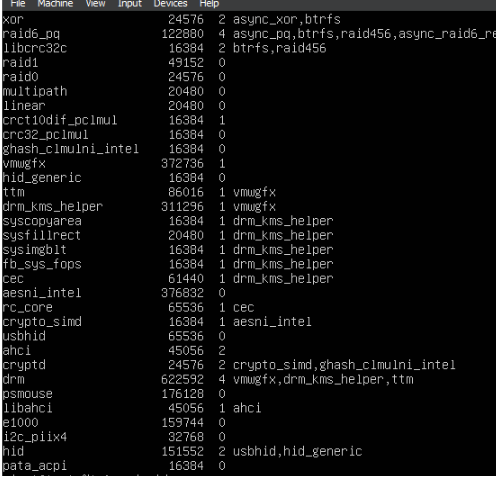 File Machine View Input Devices Help
xor 24576 2 async_xor,btrfs
raid6_pq 122880 4 async_pq,btrfs,raid456,async_raid6_re
libcrc32c 16384 2 btrfs,raid456
raid1 49152 0
raid0 24576 0
multipath 20480 0
linear 20480 0
crct10dif_pclmul 16384 1
crc32_pclmul 16384 0
ghash_clmulni_intel 16384 0
vmwgfx 372736 1
hid_generic 16384 0
ttm 86016 1 vmwgfx
drm_kms_helper 311296 1 vmwgfx
syscopyarea 16384 1 drm_kms_helper
sysfillrect 20480 1 drm_kms_helper
sysimgblt 16384 1 drm_kms_helper
fb_sys_fops 16384 1 drm_kms_helper
cec 61440 1 drm_kms_helper
aesni_intel 376832 0
rc_core 65536 1 cec
crypto_simd 16384 1 aesni_intel
usbhid 65536 0
ahci 45056 2
cryptd 24576 2 crypto_simd,ghash_clmulni_intel
drm 622592 4 vmwgfx,drm_kms_helper,ttm
psmouse 176128 0
libahci 45056 1 ahci
e1000 159744 0
i2c_piix4 32768 0
hid 151552 2 usbhid,hid_generic
pata_acpi 16384 0